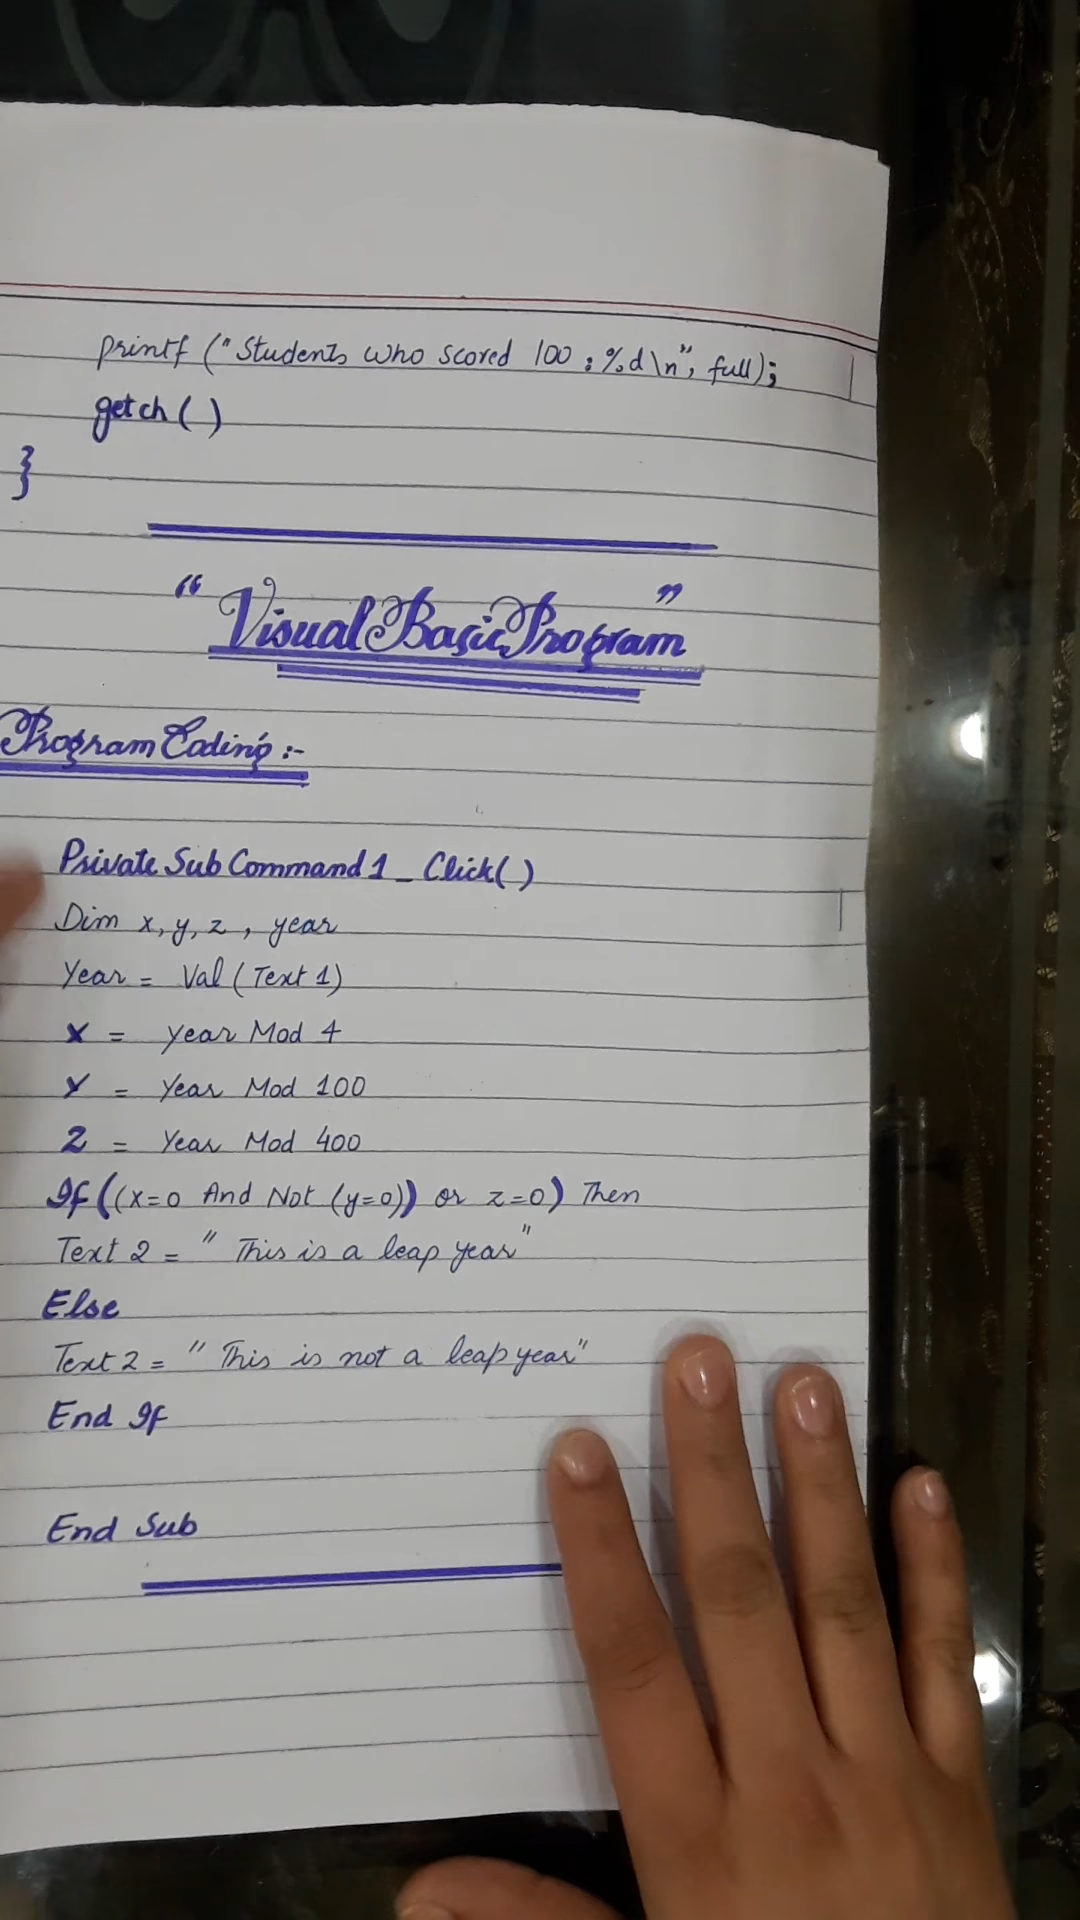 printf ("Students who scored 100 : %d\n", full);
getch ( )
}
“Visual Basic Program”
Program Coding :-
Private Sub Command1_Click()
Dim x, y, z, year
Year = Val (Text 1)
X = Year Mod 4
Y = Year Mod 100
Z = Year Mod 400
If ((x=0 And Not (y=0)) or z=0) Then
Text 2 = "This is a leap year"
Else
Text 2 = "This is not a leap year"
End If
End Sub